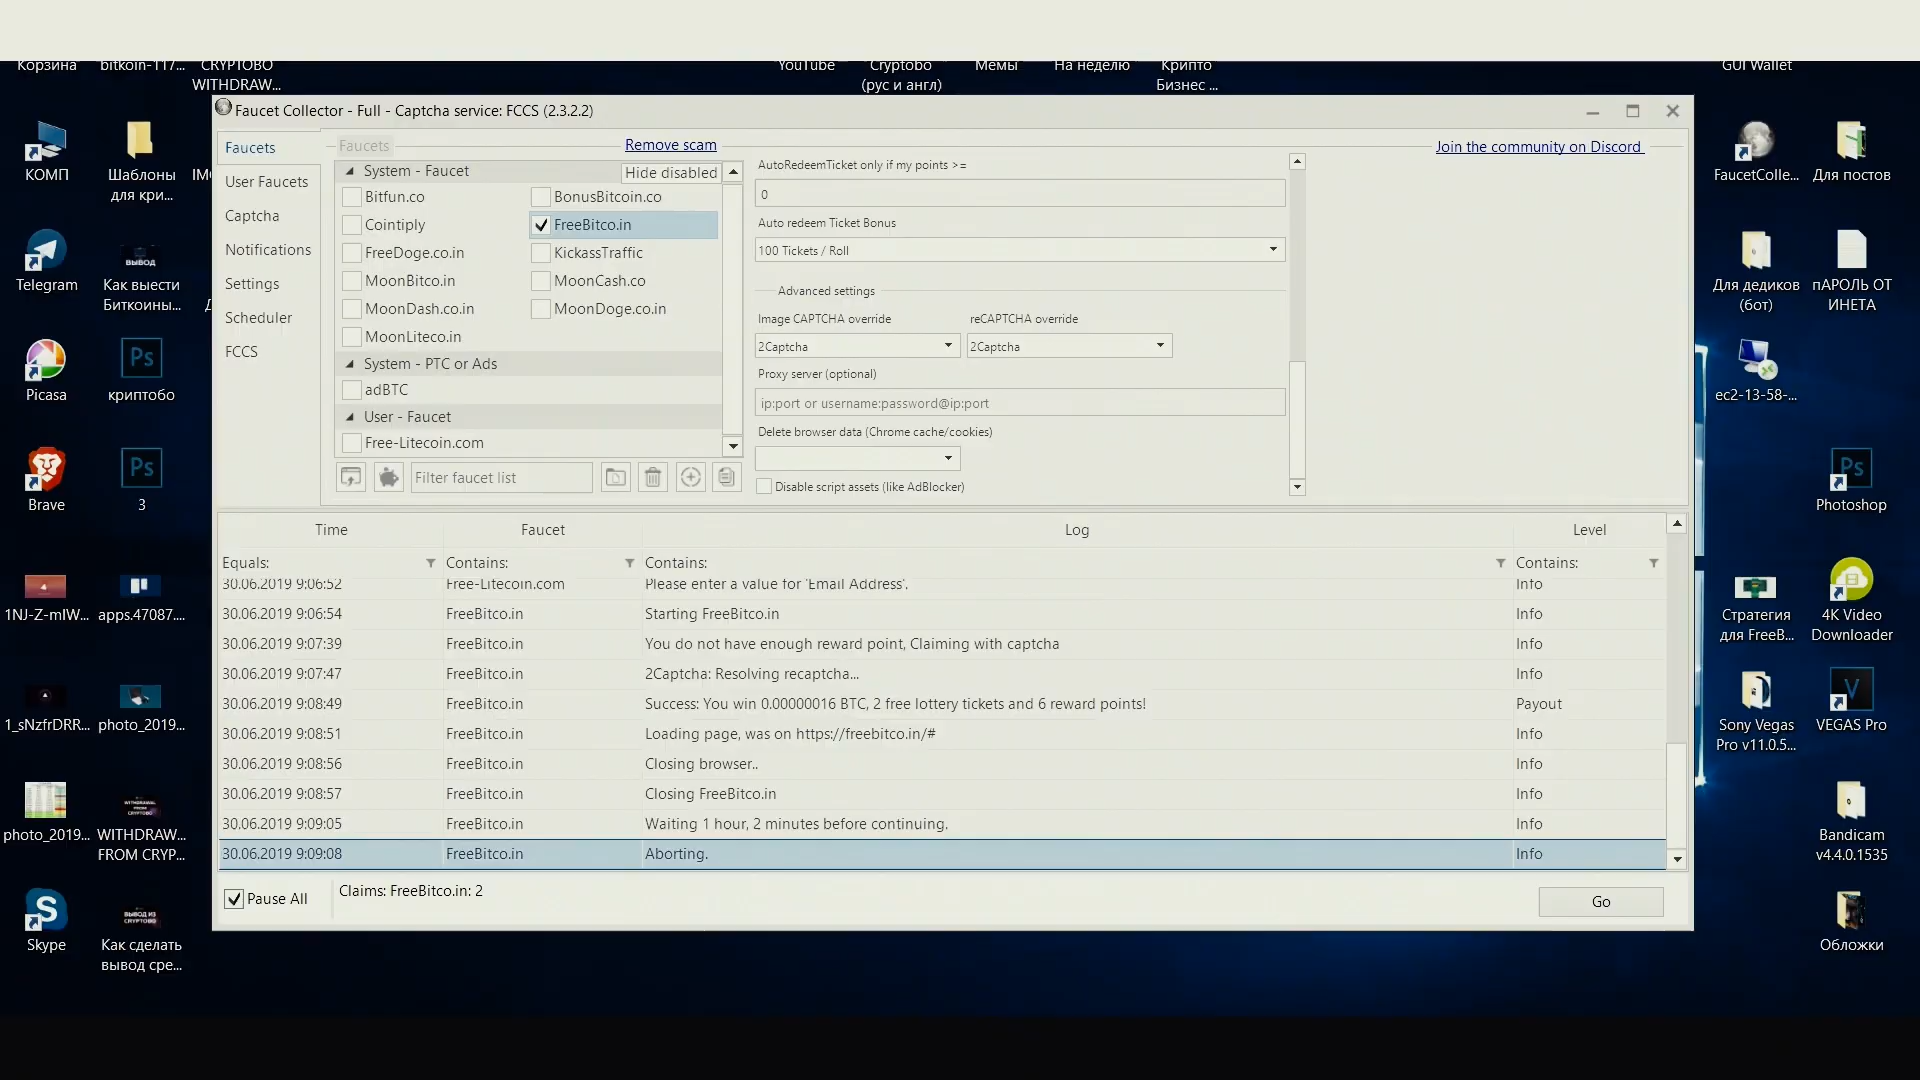 Корзина
bitkoin-117...
CRYPTOBO
WITHDRAW...
YouTube
Cryptobo
(рус и англ)
Мемы
На неделю
Крипто
Бизнес ...
GUI Wallet
КОМП
Шаблоны
для кри...
Telegram
ВЫВОД
Как вывести
Биткоины...
Picasa
Ps
криптобо
Brave
Ps
3
1NJ-Z-mIW...
apps.47087....
1_sNzfrDRR...
photo_2019...
photo_2019...
WITHDRAWAL
FROM
CRYPTOBO
WITHDRAW...
FROM CRYP...
Skype
ВЫВОД ИЗ
CRYPTOBO
Как сделать
вывод сре...
Faucet Collector - Full - Captcha service: FCCS (2.3.2.2)
Faucets
User Faucets
Captcha
Notifications
Settings
Scheduler
FCCS
Faucets
Remove scam
Join the community on Discord
System - Faucet
Hide disabled
Bitfun.co
BonusBitcoin.co
Cointiply
FreeBitco.in
FreeDoge.co.in
KickassTraffic
MoonBitco.in
MoonCash.co
MoonDash.co.in
MoonDoge.co.in
MoonLiteco.in
System - PTC or Ads
adBTC
User - Faucet
Free-Litecoin.com
Filter faucet list
AutoRedeemTicket only if my points >=
0
Auto redeem Ticket Bonus
100 Tickets / Roll
Advanced settings
Image CAPTCHA override
reCAPTCHA override
2Captcha
2Captcha
Proxy server (optional)
ip:port or username:password@ip:port
Delete browser data (Chrome cache/cookies)
Disable script assets (like AdBlocker)
Time Faucet Log Level
Equals: Contains: Contains: Contains:
30.06.2019 9:06:52 Free-Litecoin.com Please enter a value for 'Email Address'. Info
30.06.2019 9:06:54 FreeBitco.in Starting FreeBitco.in Info
30.06.2019 9:07:39 FreeBitco.in You do not have enough reward point, Claiming with captcha Info
30.06.2019 9:07:47 FreeBitco.in 2Captcha: Resolving recaptcha... Info
30.06.2019 9:08:49 FreeBitco.in Success: You win 0.00000016 BTC, 2 free lottery tickets and 6 reward points! Payout
30.06.2019 9:08:51 FreeBitco.in Loading page, was on https://freebitco.in/# Info
30.06.2019 9:08:56 FreeBitco.in Closing browser.. Info
30.06.2019 9:08:57 FreeBitco.in Closing FreeBitco.in Info
30.06.2019 9:09:05 FreeBitco.in Waiting 1 hour, 2 minutes before continuing. Info
30.06.2019 9:09:08 FreeBitco.in Aborting. Info
Pause All
Claims: FreeBitco.in: 2
Go
FaucetColle...
Для постов
Для дедиков
(бот)
пАРОЛЬ ОТ
ИНЕТА
ec2-13-58-...
Ps
Photoshop
Стратегия
для FreeB...
4K Video
Downloader
Sony Vegas
Pro v11.0.5...
V
VEGAS Pro
Bandicam
v4.4.0.1535
Обложки